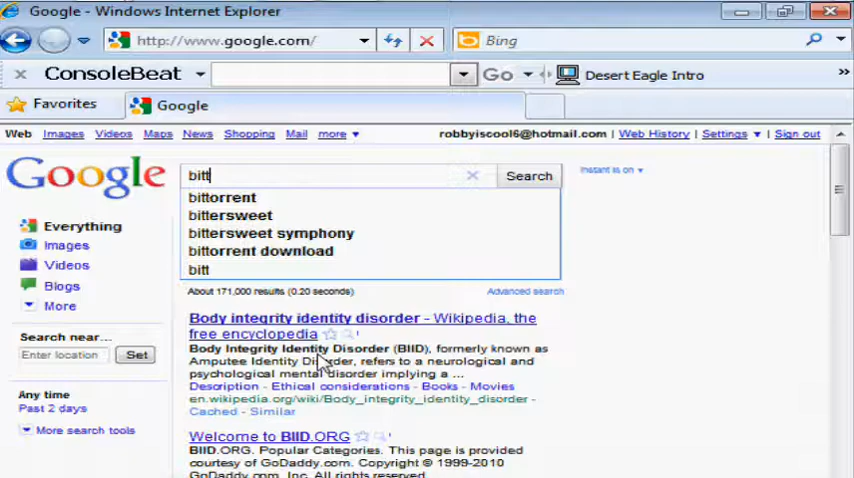 Google - Windows Internet Explorer
http://www.google.com/
Bing
ConsoleBeat
Go
Desert Eagle Intro
Favorites
Google
Web Images Videos Maps News Shopping Mail more
robbyiscool6@hotmail.com | Web History | Settings | Sign out
Google
bitt
Search
Instant is on
bittorrent
bittersweet
bittersweet symphony
bittorrent download
bitt
Everything
Images
Videos
Blogs
More
Search near...
Enter location
Set
Any time
Past 2 days
More search tools
About 171,000 results (0.20 seconds)
Advanced search
Body integrity identity disorder - Wikipedia, the
free encyclopedia
Body Integrity Identity Disorder (BIID), formerly known as
Amputee Identity Disorder, refers to a neurological and
psychological mental disorder implying a ...
Description - Ethical considerations - Books - Movies
en.wikipedia.org/wiki/Body_integrity_identity_disorder -
Cached - Similar
Welcome to BIID.ORG
BIID.ORG. Popular Categories. This page is provided
courtesy of GoDaddy.com. Copyright © 1999-2010
GoDaddy.com, Inc. All rights reserved.